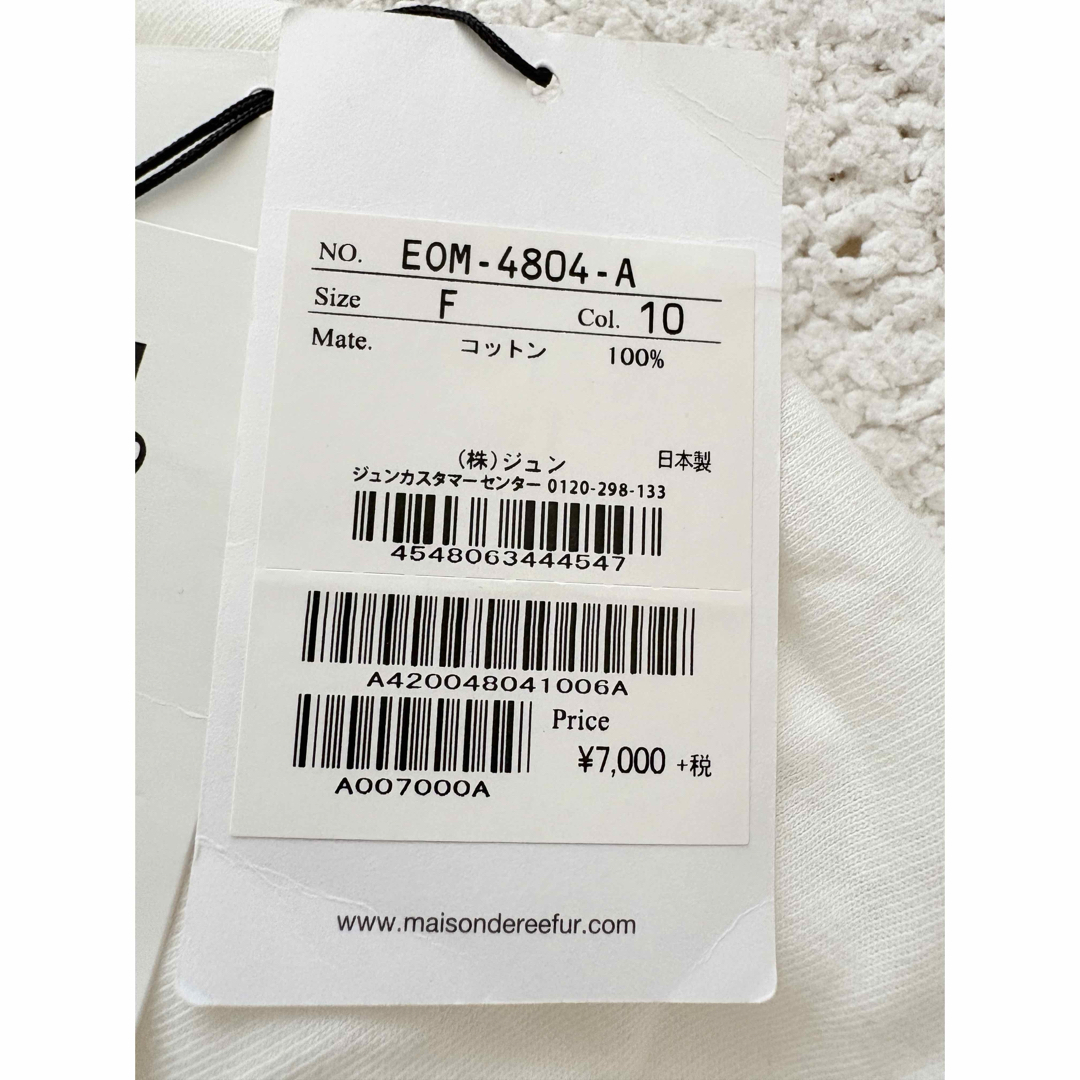 NO. EOM-4804-A
Size F Col. 10
Mate. コットン 100%
(株)ジュン 日本製
ジュンカスタマーセンター 0120-298-133
4548063444547
A420048041006A
A007000A
Price
¥7,000 +税
www.maisondereefur.com